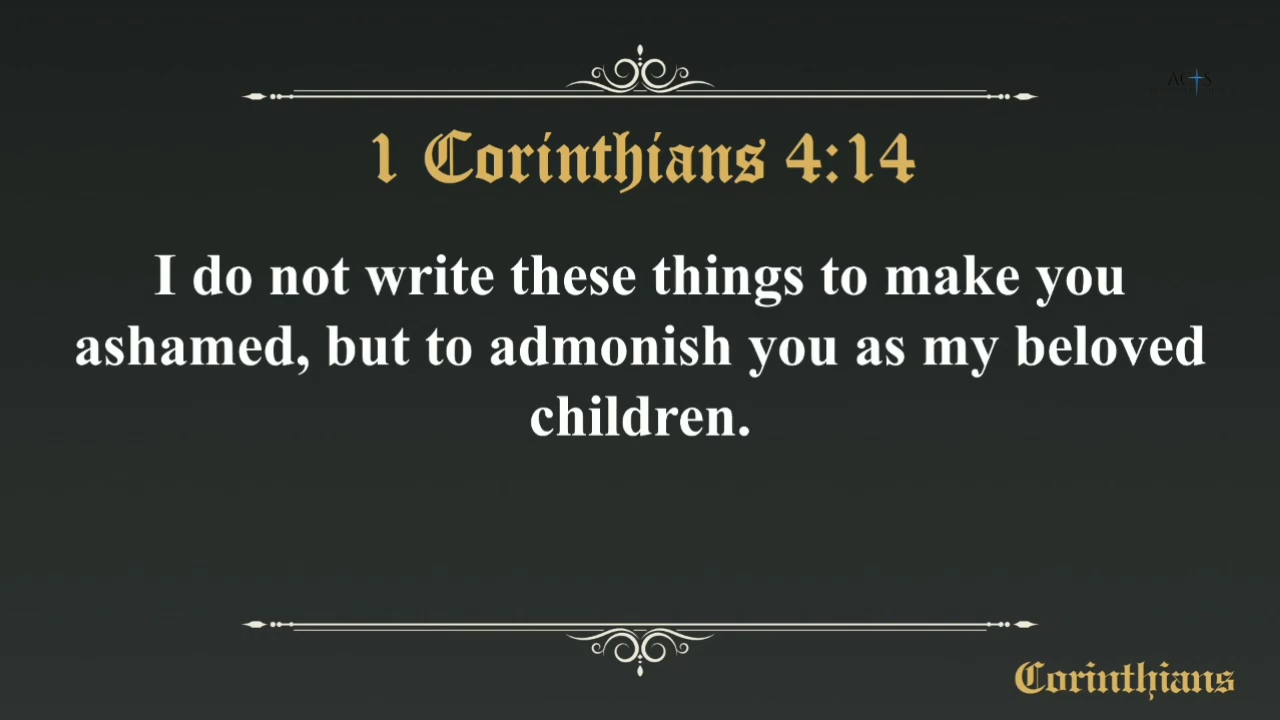 ACTS
1 Corinthians 4:14
I do not write these things to make you
ashamed, but to admonish you as my beloved
children.
Corinthians